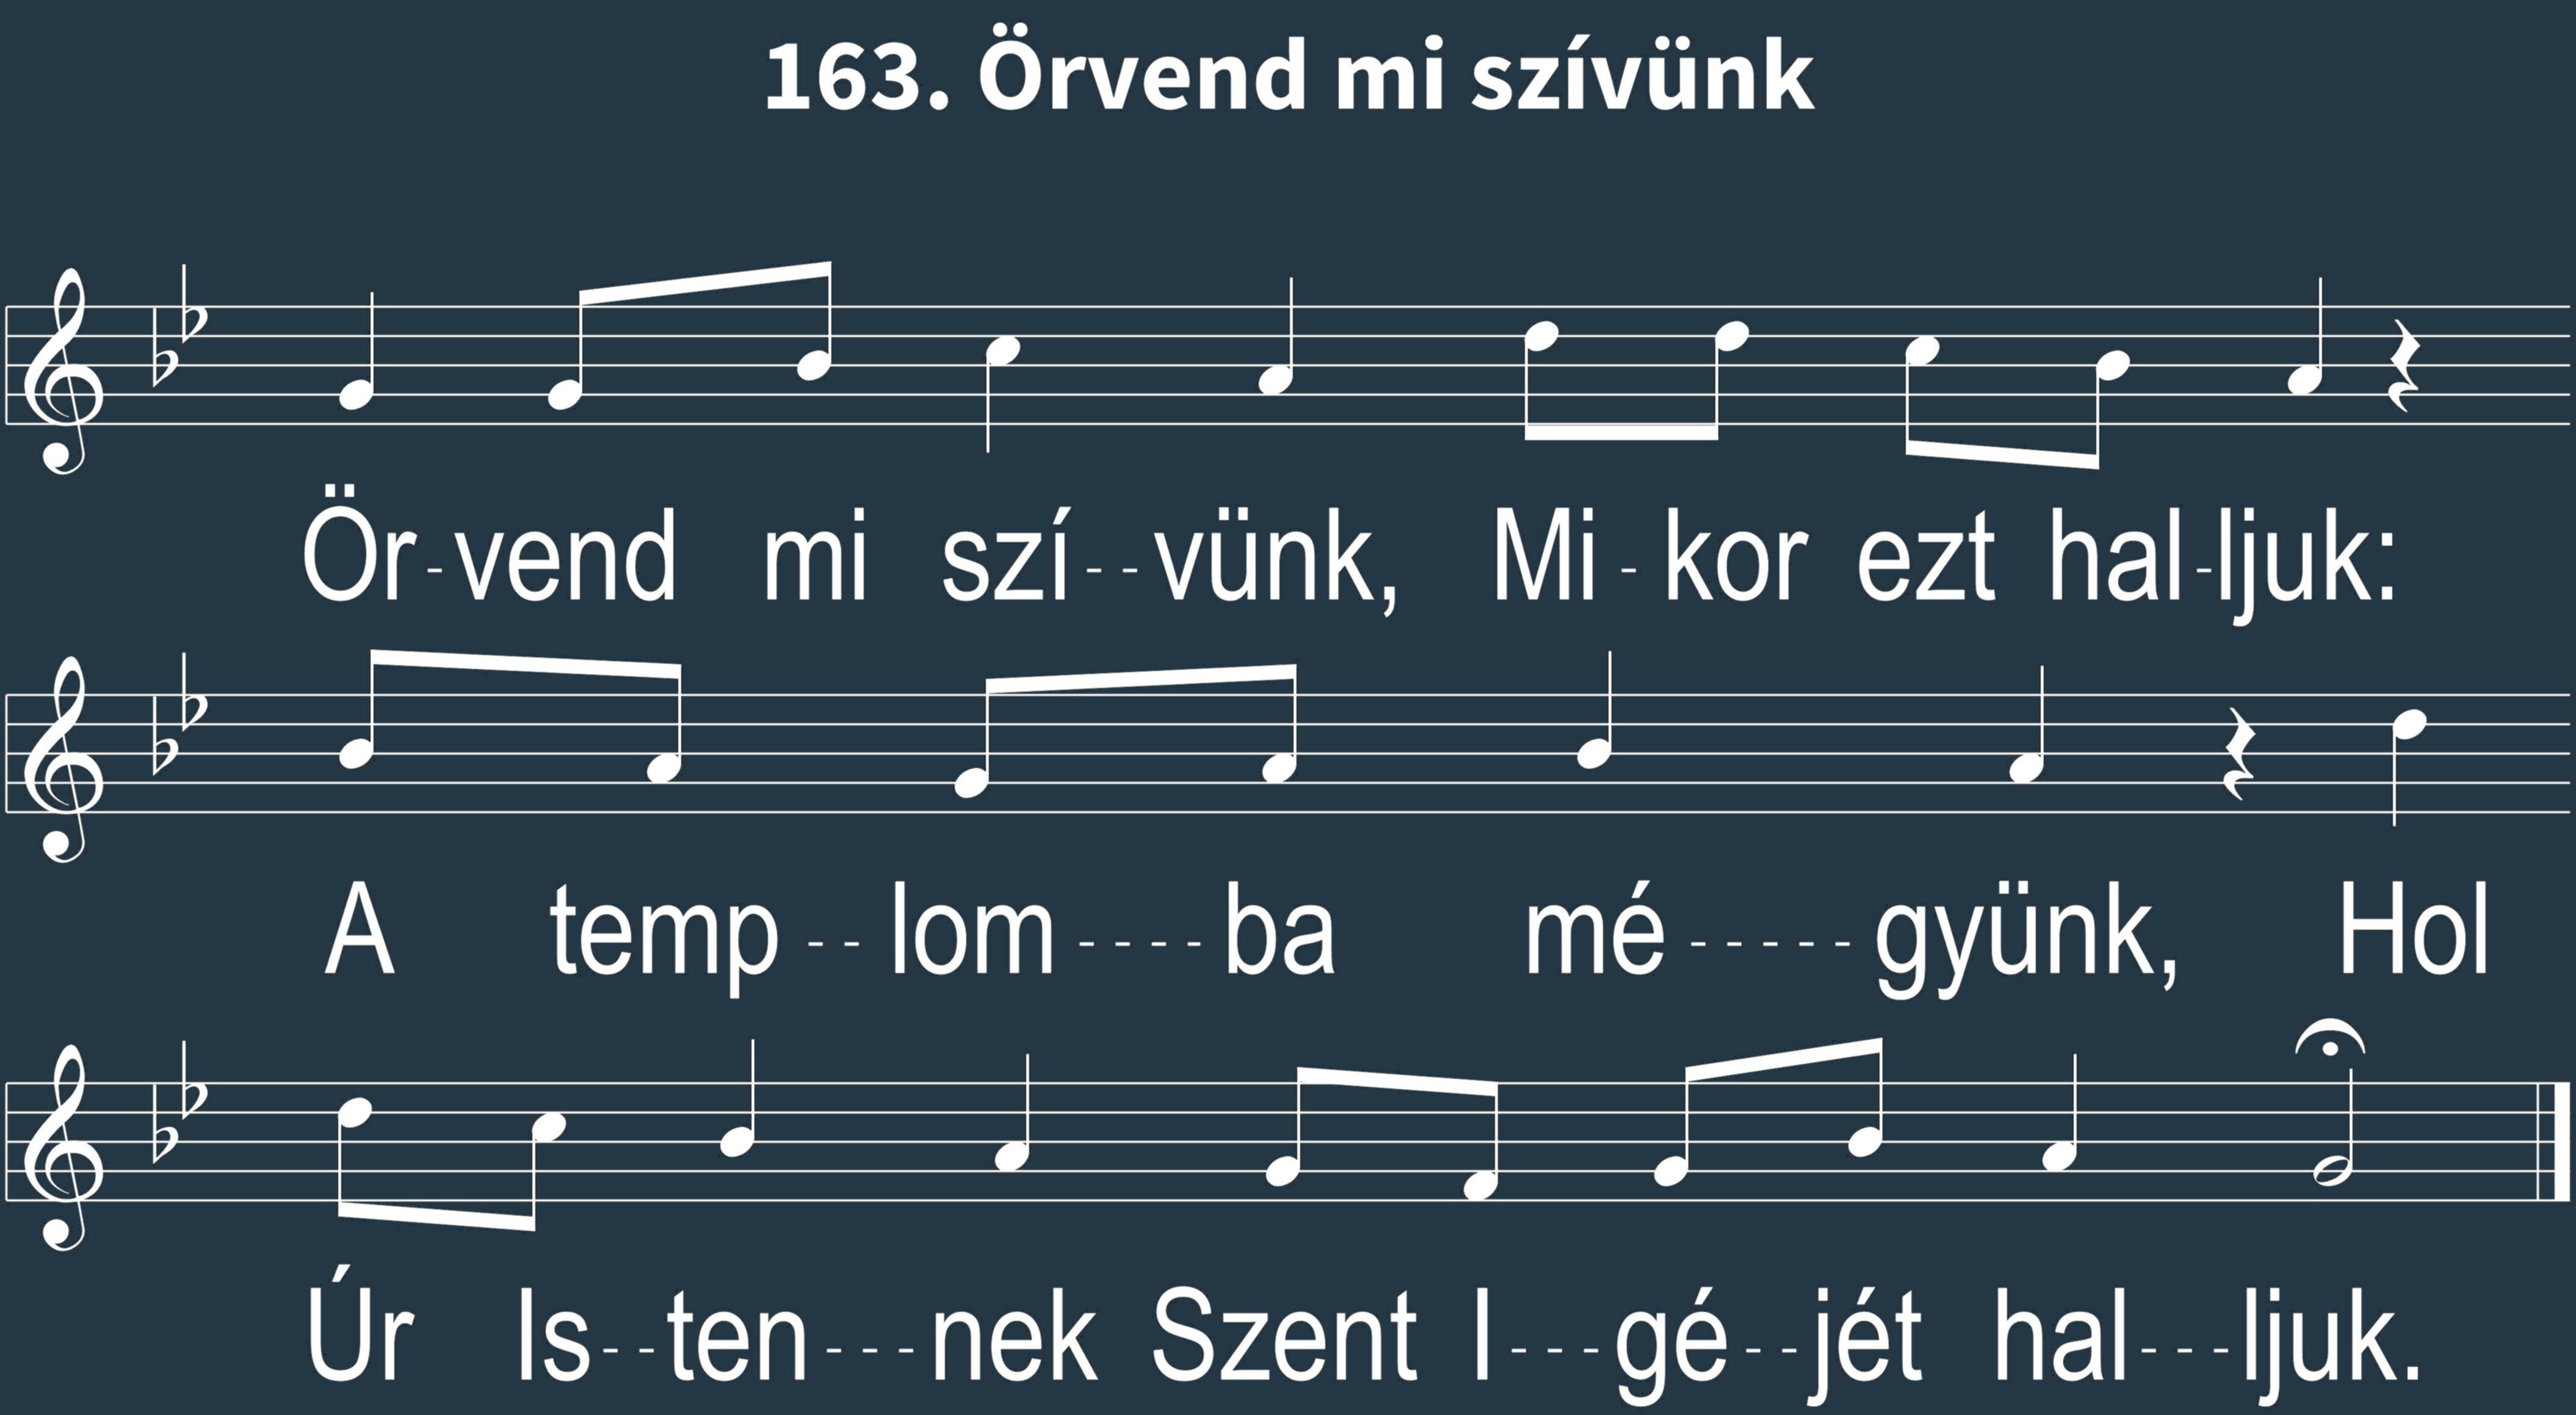 163. Örvend mi szívünk
Ör-vend mi szí--vünk, Mi-kor ezt hal-ljuk:
A temp--lom----ba mé-----gyünk, Hol
Úr Is--ten---nek Szent I---gé--jét hal---ljuk.